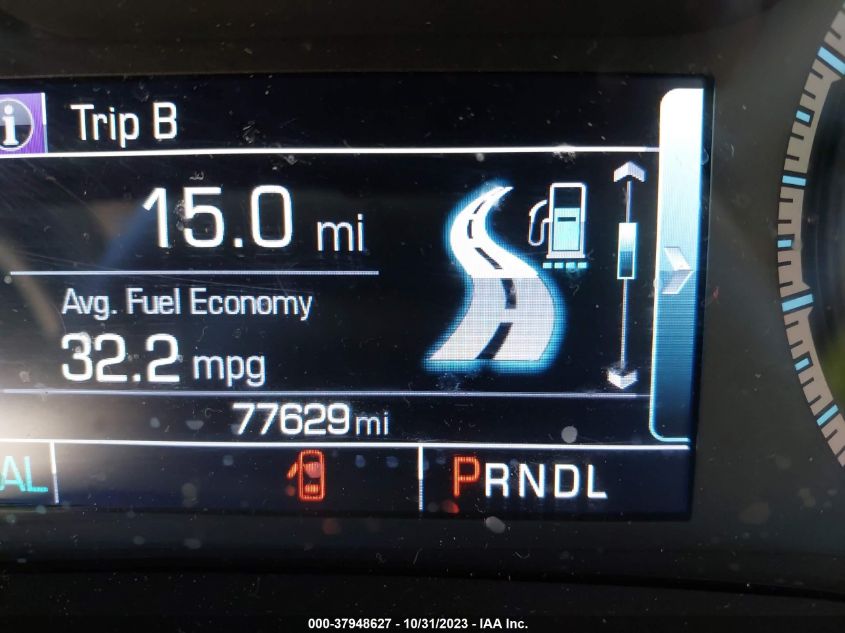 i
Trip B
15.0 mi
Avg. Fuel Economy
32.2 mpg
77629 mi
AL
PRNDL
000-37948627 - 10/31/2023 - IAA Inc.